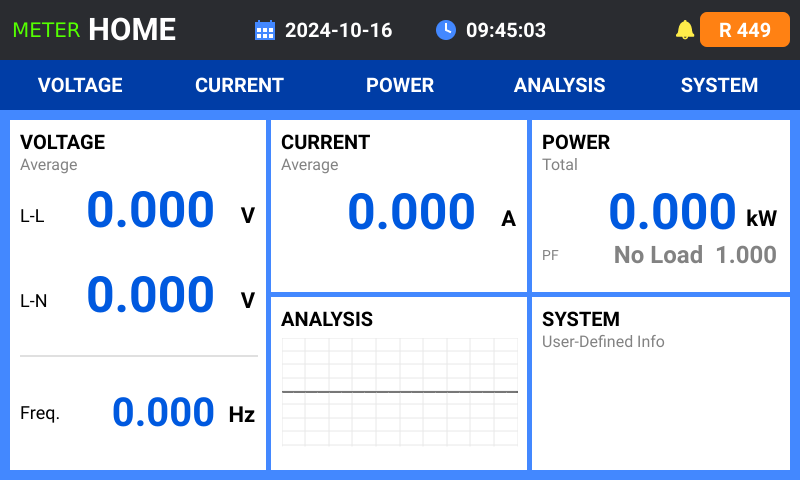 METER HOME 2024-10-16 09:45:03 R 449
VOLTAGE CURRENT POWER ANALYSIS SYSTEM
VOLTAGE
Average
L-L 0.000 V
L-N 0.000 V
Freq. 0.000 Hz
CURRENT
Average
0.000 A
POWER
Total
0.000 kW
PF No Load 1.000
ANALYSIS
SYSTEM
User-Defined Info